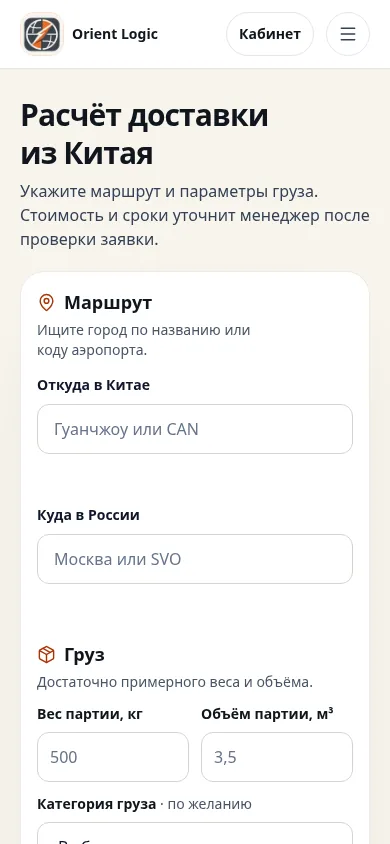 Orient Logic
Кабинет
Расчёт доставки
из Китая
Укажите маршрут и параметры груза.
Стоимость и сроки уточнит менеджер после
проверки заявки.
Маршрут
Ищите город по названию или
коду аэропорта.
Откуда в Китае
Гуанчжоу или CAN
Куда в России
Москва или SVO
Груз
Достаточно примерного веса и объёма.
Вес партии, кг
Объём партии, м³
500
3,5
Категория груза · по желанию